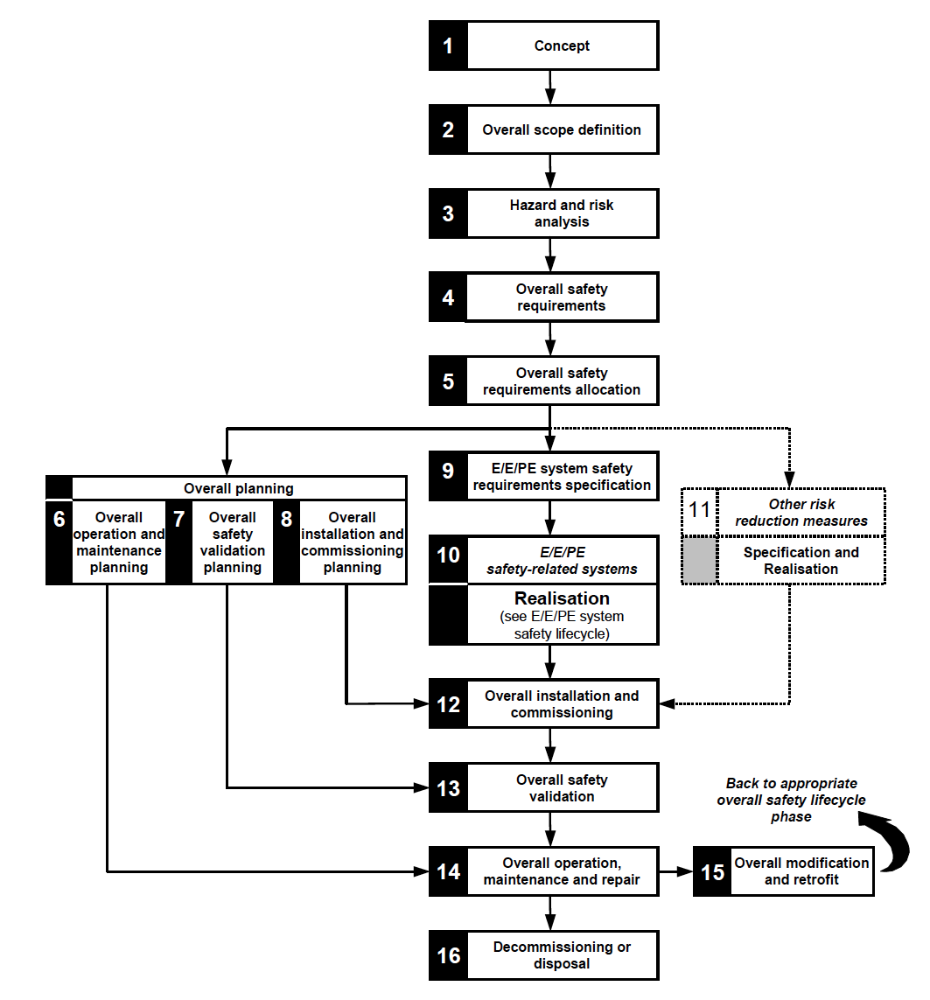 1
Concept
2
Overall scope definition
3
Hazard and risk
analysis
4
Overall safety
requirements
5
Overall safety
requirements allocation
Overall planning
6
Overall
operation and
maintenance
planning
7
Overall
safety
validation
planning
8
Overall
installation and
commissioning
planning
9
E/E/PE system safety
requirements specification
10
E/E/PE
safety-related systems
Realisation
(see E/E/PE system
safety lifecycle)
11
Other risk
reduction measures
Specification and
Realisation
12
Overall installation and
commissioning
13
Overall safety
validation
14
Overall operation,
maintenance and repair
Back to appropriate
overall safety lifecycle
phase
15
Overall modification
and retrofit
16
Decommissioning or
disposal